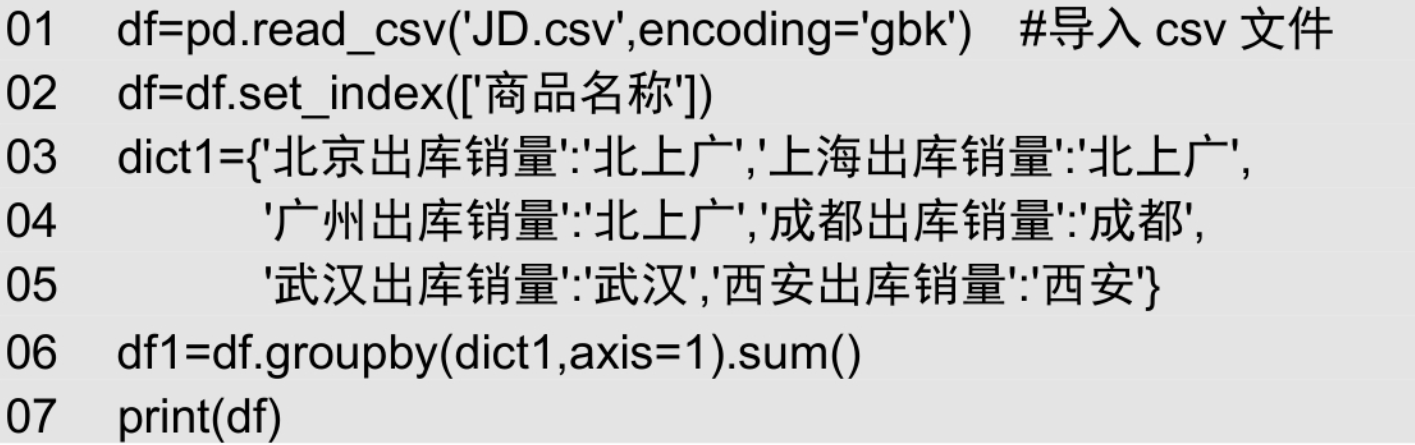 01 df=pd.read_csv('JD.csv',encoding='gbk') #导入 csv 文件
02 df=df.set_index(['商品名称'])
03 dict1={'北京出库销量':'北上广','上海出库销量':'北上广',
04 '广州出库销量':'北上广','成都出库销量':'成都',
05 '武汉出库销量':'武汉','西安出库销量':'西安'}
06 df1=df.groupby(dict1,axis=1).sum()
07 print(df)